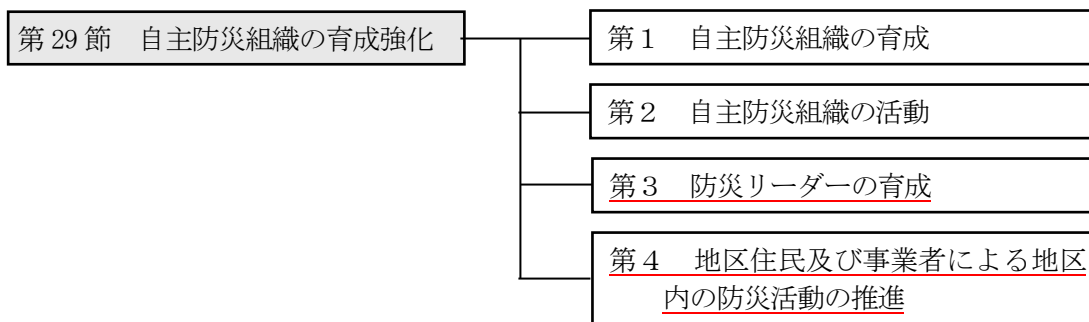 第 29 節　自主防災組織の育成強化
第１　自主防災組織の育成
第２　自主防災組織の活動
第３　防災リーダーの育成
第４　地区住民及び事業者による地区
内の防災活動の推進